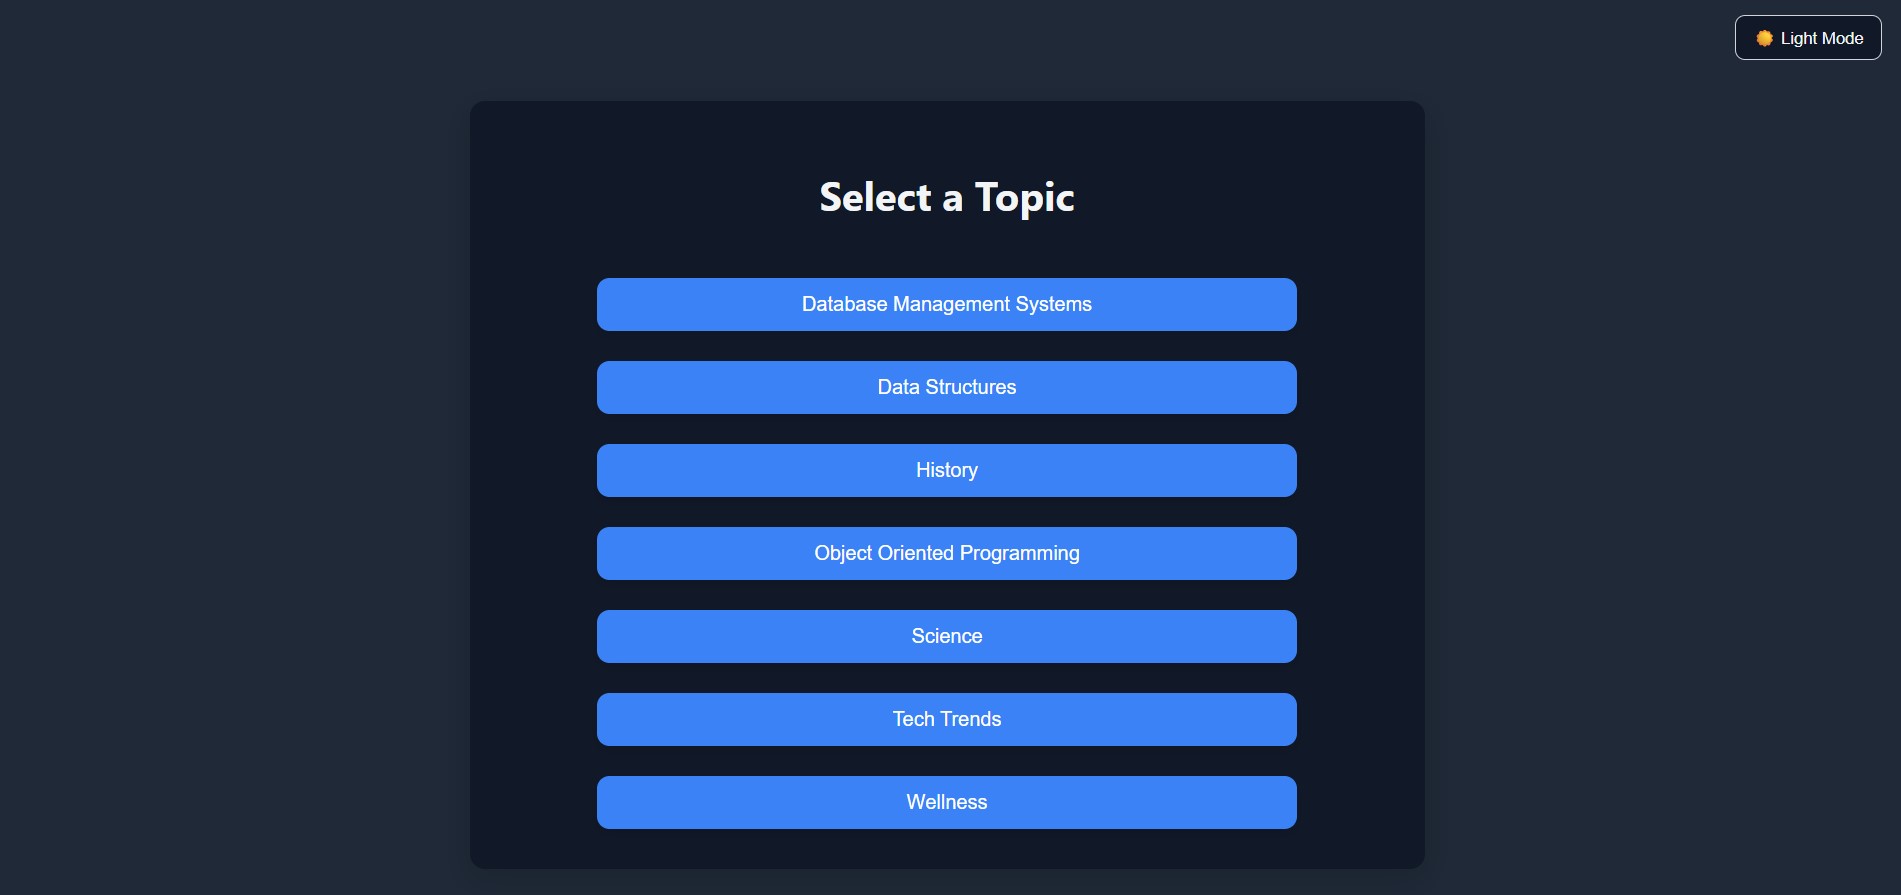 Light Mode
Select a Topic
Database Management Systems
Data Structures
History
Object Oriented Programming
Science
Tech Trends
Wellness